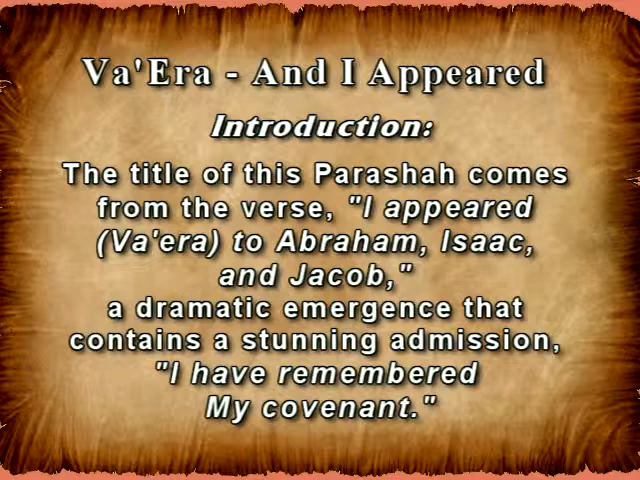 Va'Era - And I Appeared
Introduction:
The title of this Parashah comes
from the verse, "I appeared
(Va'era) to Abraham, Isaac,
and Jacob,"
a dramatic emergence that
contains a stunning admission,
"I have remembered
My covenant."